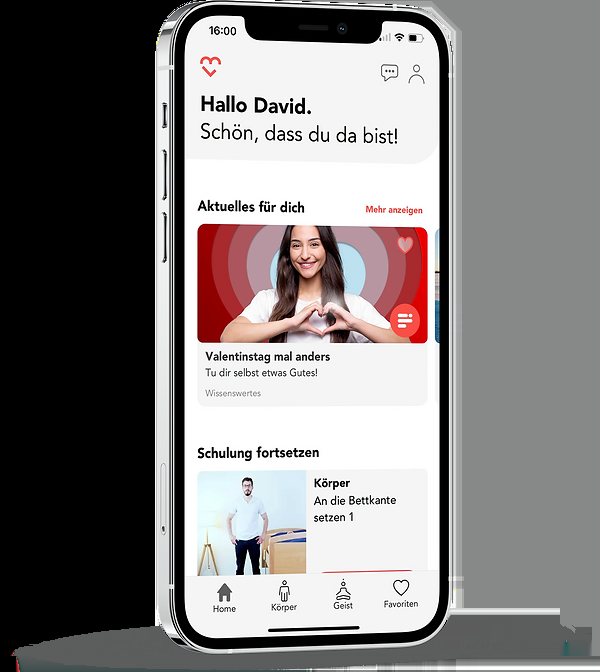 16:00
Hallo David.
Schön, dass du da bist!
Aktuelles für dich
Mehr anzeigen
Valentinstag mal anders
Tu dir selbst etwas Gutes!
Wissenswertes
Schulung fortsetzen
Körper
An die Bettkante
setzen 1
Home
Körper
Geist
Favoriten